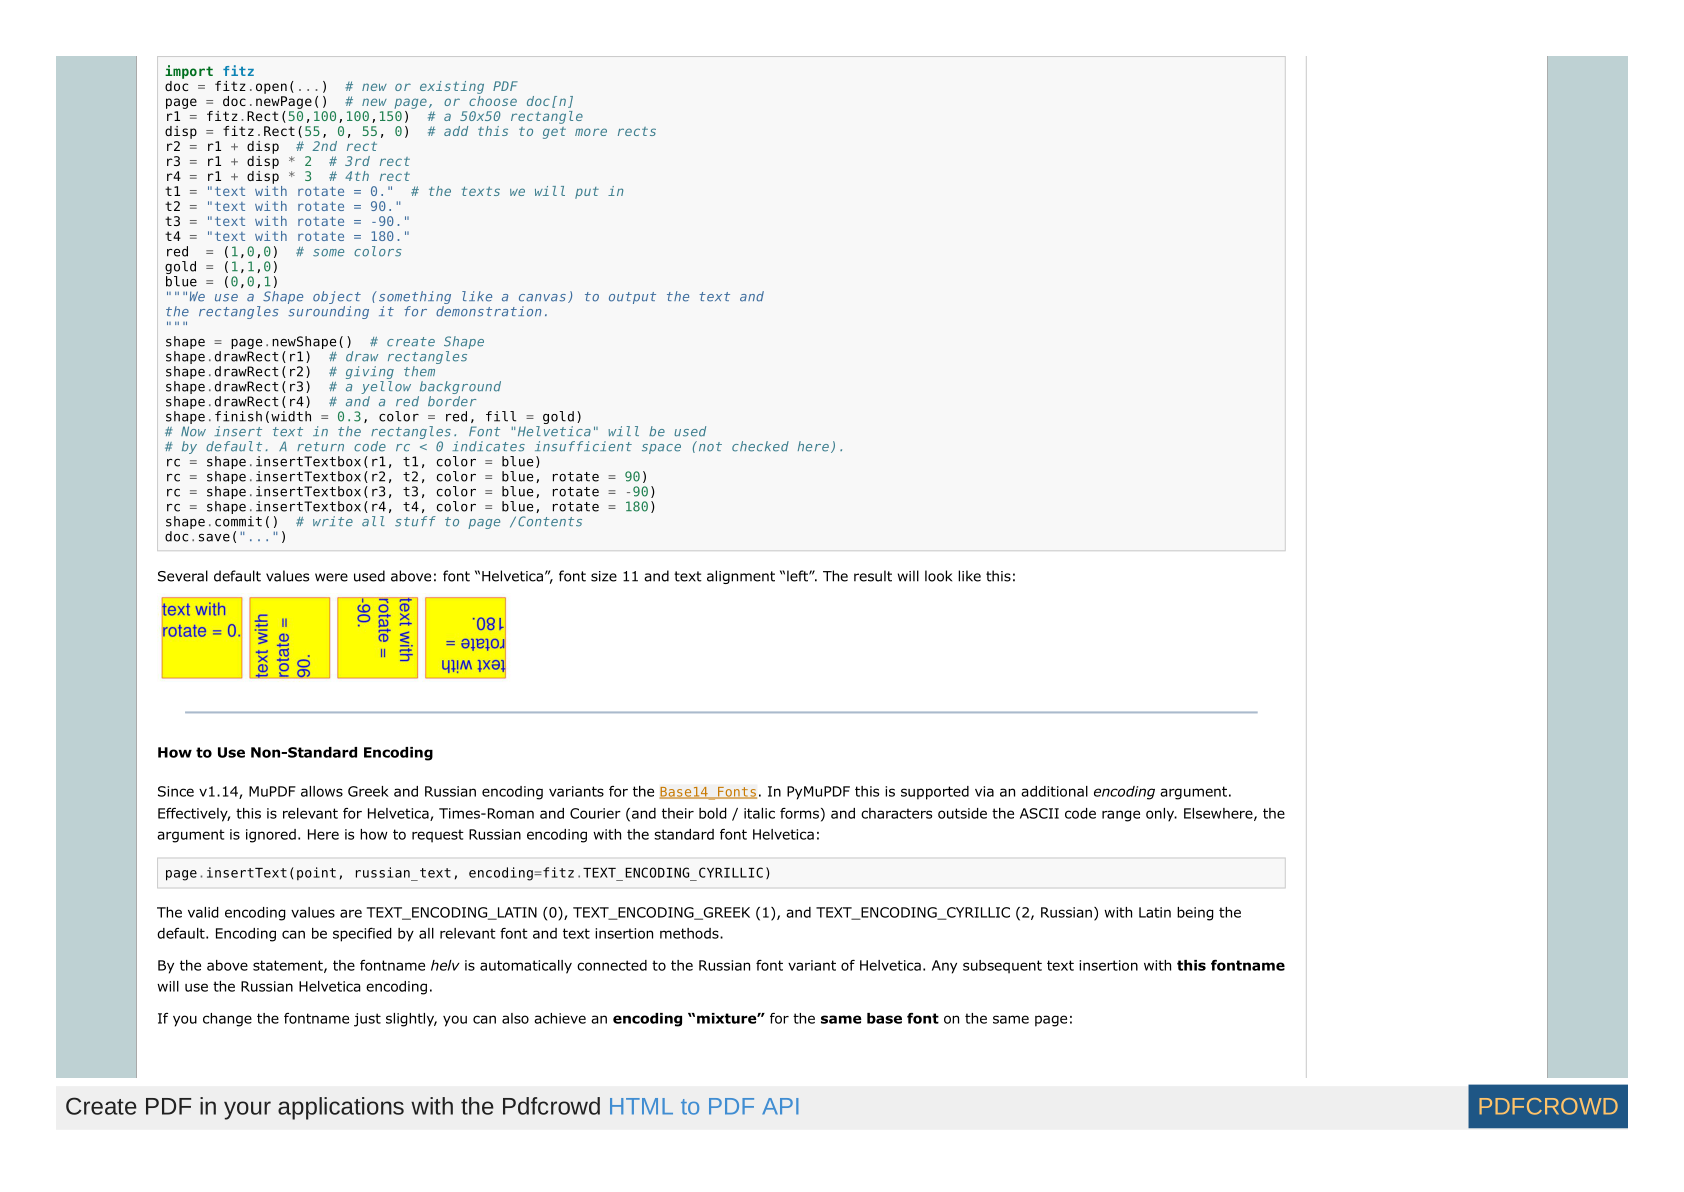 import fitz
doc = fitz.open(...)  # new or existing PDF
page = doc.newPage()  # new page, or choose doc[n]
r1 = fitz.Rect(50,100,100,150)  # a 50x50 rectangle
disp = fitz.Rect(55, 0, 55, 0)  # add this to get more rects
r2 = r1 + disp  # 2nd rect
r3 = r1 + disp * 2  # 3rd rect
r4 = r1 + disp * 3  # 4th rect
t1 = "text with rotate = 0."  # the texts we will put in
t2 = "text with rotate = 90."
t3 = "text with rotate = -90."
t4 = "text with rotate = 180."
red  = (1,0,0)  # some colors
gold = (1,1,0)
blue = (0,0,1)
"""We use a Shape object (something like a canvas) to output the text and
the rectangles surounding it for demonstration.
"""
shape = page.newShape()  # create Shape
shape.drawRect(r1)  # draw rectangles
shape.drawRect(r2)  # giving them
shape.drawRect(r3)  # a yellow background
shape.drawRect(r4)  # and a red border
shape.finish(width = 0.3, color = red, fill = gold)
# Now insert text in the rectangles. Font "Helvetica" will be used
# by default. A return code rc < 0 indicates insufficient space (not checked here).
rc = shape.insertTextbox(r1, t1, color = blue)
rc = shape.insertTextbox(r2, t2, color = blue, rotate = 90)
rc = shape.insertTextbox(r3, t3, color = blue, rotate = -90)
rc = shape.insertTextbox(r4, t4, color = blue, rotate = 180)
shape.commit()  # write all stuff to page /Contents
doc.save("...")
Several default values were used above: font “Helvetica”, font size 11 and text alignment “left”. The result will look like this:
text with
rotate = 0.
text with
rotate =
90.
text with
rotate =
-90.
text with
rotate =
180.
How to Use Non-Standard Encoding
Since v1.14, MuPDF allows Greek and Russian encoding variants for the Base14_Fonts. In PyMuPDF this is supported via an additional encoding argument.
Effectively, this is relevant for Helvetica, Times-Roman and Courier (and their bold / italic forms) and characters outside the ASCII code range only. Elsewhere, the
argument is ignored. Here is how to request Russian encoding with the standard font Helvetica:
page.insertText(point, russian_text, encoding=fitz.TEXT_ENCODING_CYRILLIC)
The valid encoding values are TEXT_ENCODING_LATIN (0), TEXT_ENCODING_GREEK (1), and TEXT_ENCODING_CYRILLIC (2, Russian) with Latin being the
default. Encoding can be specified by all relevant font and text insertion methods.
By the above statement, the fontname helv is automatically connected to the Russian font variant of Helvetica. Any subsequent text insertion with this fontname
will use the Russian Helvetica encoding.
If you change the fontname just slightly, you can also achieve an encoding “mixture” for the same base font on the same page:
Create PDF in your applications with the Pdfcrowd HTML to PDF API
PDFCROWD